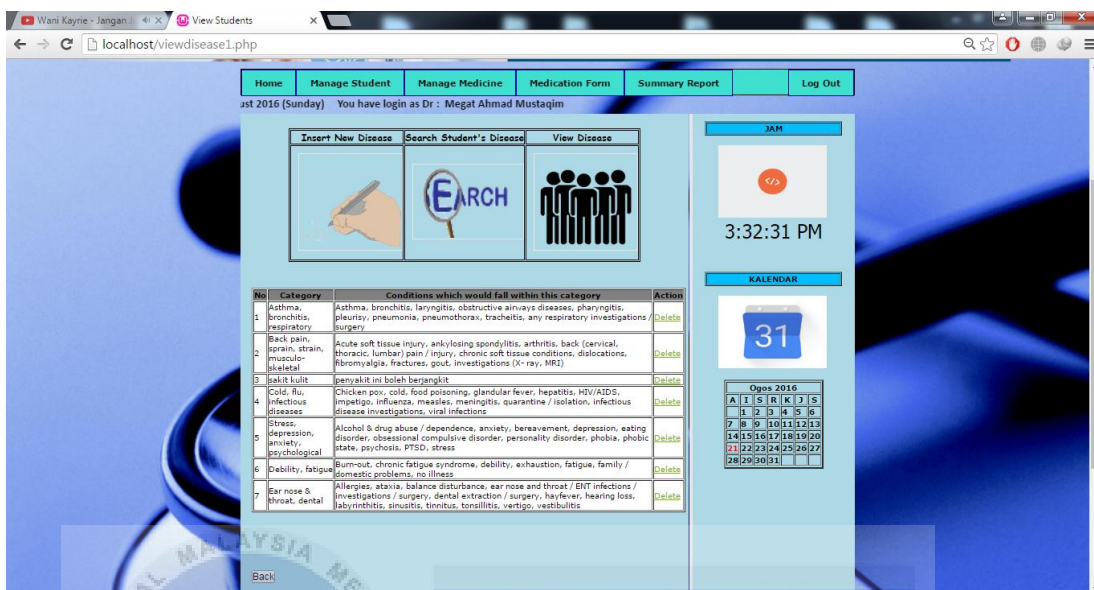 Wani Kayrie - Jangan
View Students
localhost/viewdisease1.php
Home Manage Student Manage Medicine Medication Form Summary Report Log Out
ust 2016 (Sunday) You have login as Dr : Megat Ahmad Mustaqim
Insert New Disease Search Student's Disease View Disease
EARCH
JAM
3:32:31 PM
KALENDAR
31
Ogos 2016
A I S R K J S
1 2 3 4 5 6
7 8 9 10 11 12 13
14 15 16 17 18 19 20
21 22 23 24 25 26 27
28 29 30 31
No Category Conditions which would fall within this category Action
1 Asthma, bronchitis, respiratory
Asthma, bronchitis, laryngitis, obstructive airways diseases, pharyngitis,
pleurisy, pneumonia, pneumothorax, tracheitis, any respiratory investigations /
surgery
Delete
2 Back pain, sprain, strain, musculo-skeletal
Acute soft tissue injury, ankylosing spondylitis, arthritis, back (cervical,
thoracic, lumbar) pain / injury, chronic soft tissue conditions, dislocations,
fibromyalgia, fractures, gout, investigations (X- ray, MRI)
Delete
3 sakit kulit penyakit ini boleh berjangkit Delete
4 Cold, flu, infectious diseases
Chicken pox, cold, food poisoning, glandular fever, hepatitis, HIV/AIDS,
impetigo, influenza, measles, meningitis, quarantine / isolation, infectious
disease investigations, viral infections
Delete
5 Stress, depression, anxiety, psychological
Alcohol & drug abuse / dependence, anxiety, bereavement, depression, eating
disorder, obsessional compulsive disorder, personality disorder, phobia, phobic
state, psychosis, PTSD, stress
Delete
6 Debility, fatigue
Burn-out, chronic fatigue syndrome, debility, exhaustion, fatigue, family /
domestic problems, no illness
Delete
7 Ear nose & throat, dental
Allergies, ataxia, balance disturbance, ear nose and throat / ENT infections /
investigations / surgery, dental extraction / surgery, hayfever, hearing loss,
labyrinthitis, sinusitis, tinnitus, tonsillitis, vertigo, vestibulitis
Delete
MALAYSIA
Back